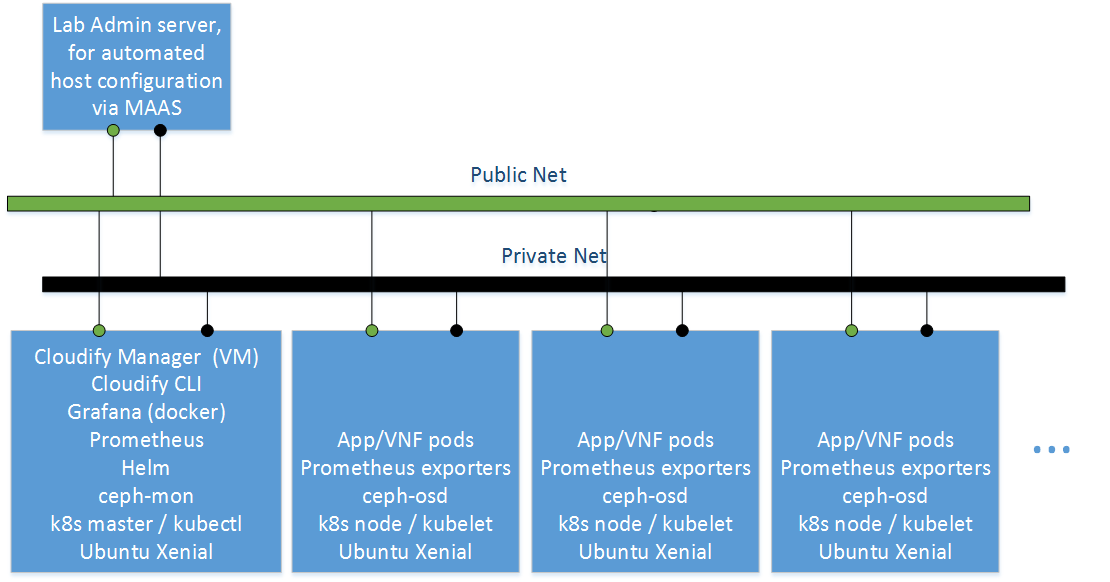 Lab Admin server,
for automated
host configuration
via MAAS
Public Net
Private Net
Cloudify Manager (VM)
Cloudify CLI
Grafana (docker)
Prometheus
Helm
ceph-mon
k8s master / kubectl
Ubuntu Xenial
App/VNF pods
Prometheus exporters
ceph-osd
k8s node / kubelet
Ubuntu Xenial
App/VNF pods
Prometheus exporters
ceph-osd
k8s node / kubelet
Ubuntu Xenial
App/VNF pods
Prometheus exporters
ceph-osd
k8s node / kubelet
Ubuntu Xenial
...